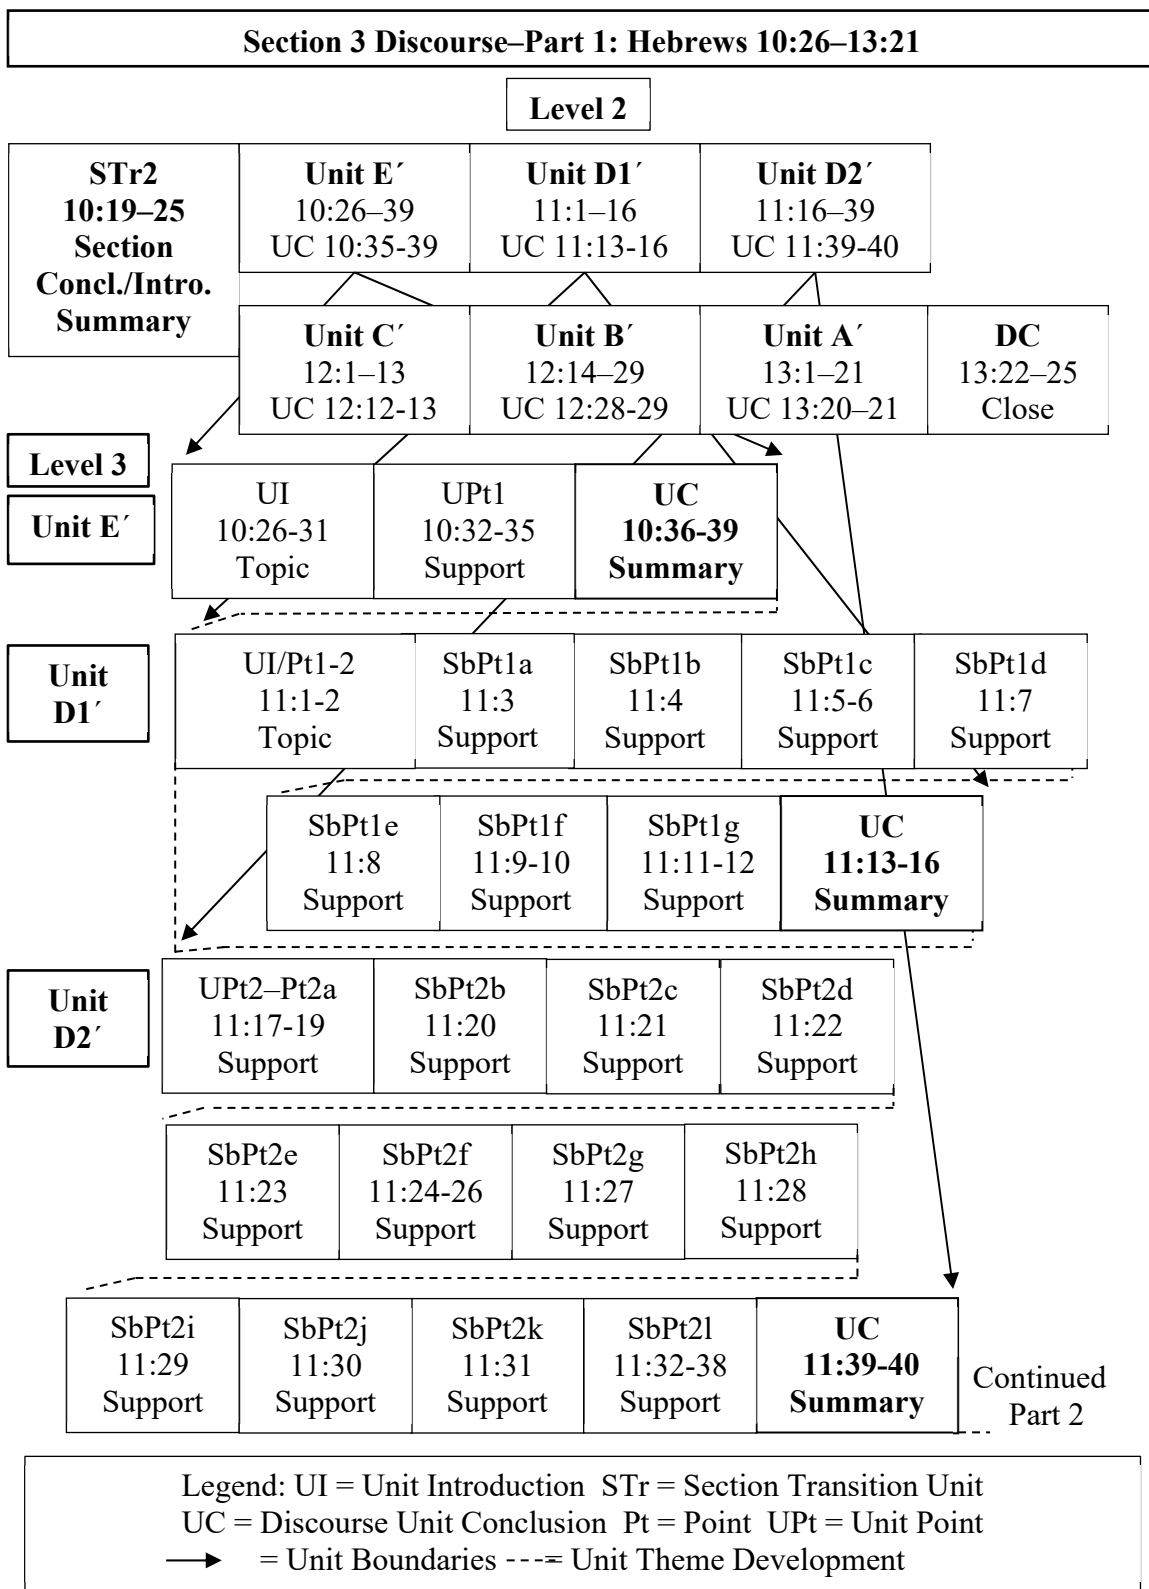 Section 3 Discourse–Part 1: Hebrews 10:26–13:21
Level 2
STr2
10:19–25
Section
Concl./Intro.
Summary
Unit E´
10:26–39
UC 10:35-39
Unit D1´
11:1–16
UC 11:13-16
Unit D2´
11:16–39
UC 11:39-40
Unit C´
12:1–13
UC 12:12-13
Unit B´
12:14–29
UC 12:28-29
Unit A´
13:1–21
UC 13:20–21
DC
13:22–25
Close
Level 3
Unit E´
UI
10:26-31
Topic
UPt1
10:32-35
Support
UC
10:36-39
Summary
Unit
D1´
UI/Pt1-2
11:1-2
Topic
SbPt1a
11:3
Support
SbPt1b
11:4
Support
SbPt1c
11:5-6
Support
SbPt1d
11:7
Support
SbPt1e
11:8
Support
SbPt1f
11:9-10
Support
SbPt1g
11:11-12
Support
UC
11:13-16
Summary
Unit
D2´
UPt2–Pt2a
11:17-19
Support
SbPt2b
11:20
Support
SbPt2c
11:21
Support
SbPt2d
11:22
Support
SbPt2e
11:23
Support
SbPt2f
11:24-26
Support
SbPt2g
11:27
Support
SbPt2h
11:28
Support
SbPt2i
11:29
Support
SbPt2j
11:30
Support
SbPt2k
11:31
Support
SbPt2l
11:32-38
Support
UC
11:39-40
Summary
Continued
Part 2
Legend: UI = Unit Introduction STr = Section Transition Unit
UC = Discourse Unit Conclusion Pt = Point UPt = Unit Point
= Unit Boundaries = Unit Theme Development